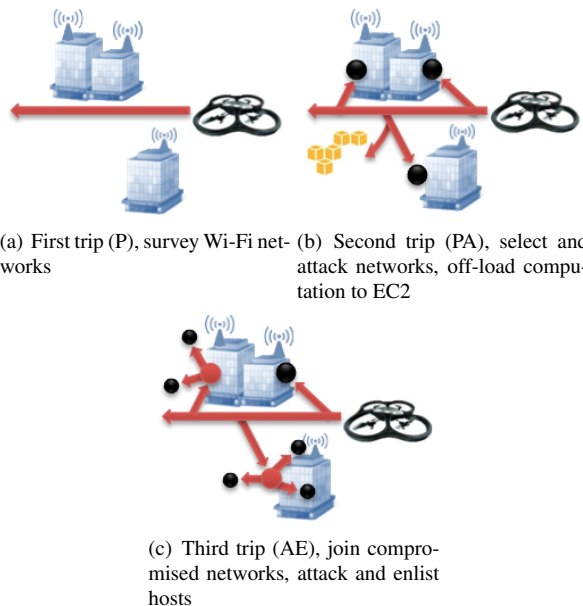 (a) First trip (P), survey Wi-Fi net-
works
(b) Second trip (PA), select and
attack networks, off-load compu-
tation to EC2
(c) Third trip (AE), join compro-
mised networks, attack and enlist
hosts